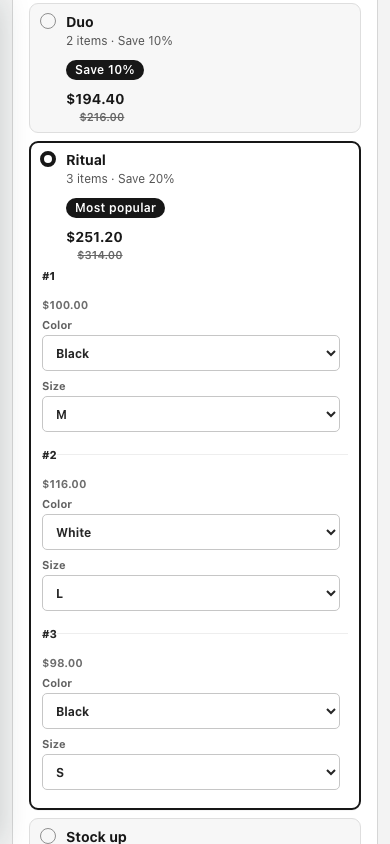 Duo
2 items · Save 10%
Save 10%
$194.40
$216.00
Ritual
3 items · Save 20%
Most popular
$251.20
$314.00
#1
$100.00
Color
Black
Size
M
#2
$116.00
Color
White
Size
L
#3
$98.00
Color
Black
Size
S
Stock up